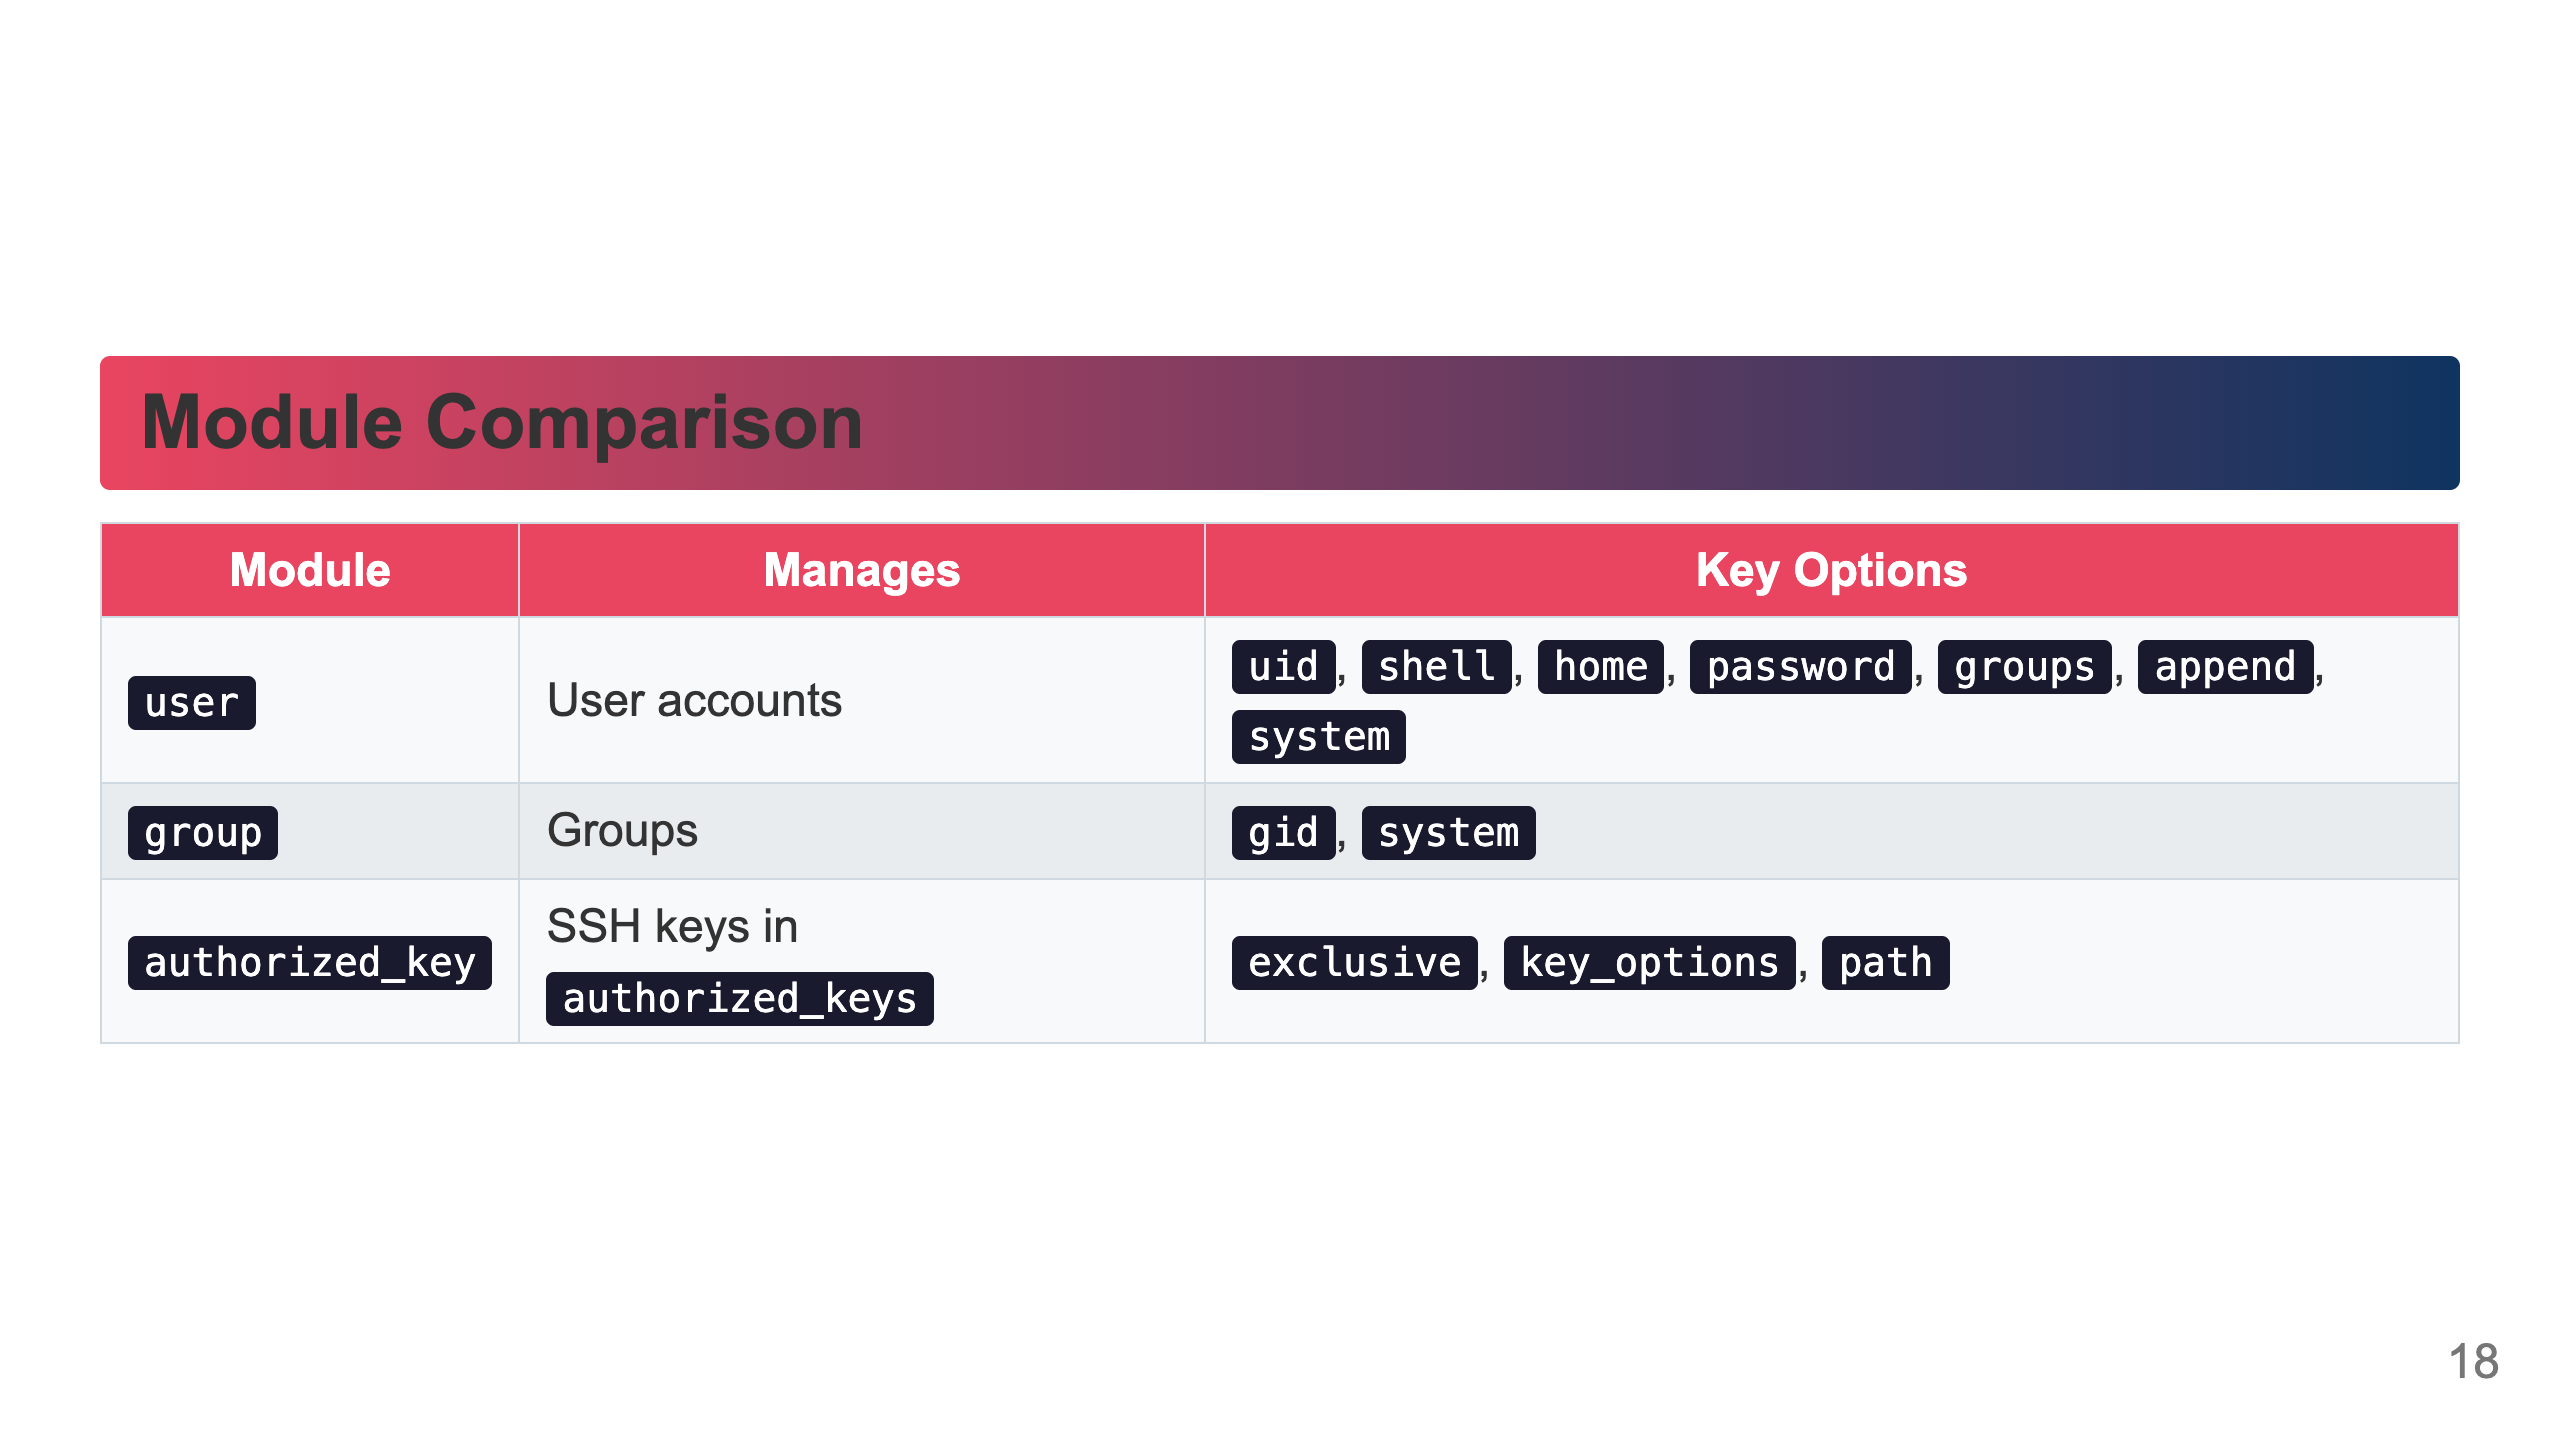 Module Comparison
Module Manages Key Options
user User accounts uid, shell, home, password, groups, append,
system
group Groups gid, system
authorized_key SSH keys in
authorized_keys exclusive, key_options, path
18